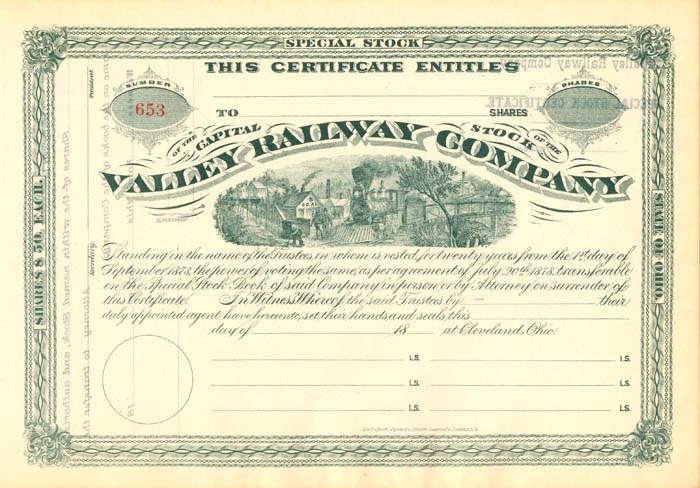 SPECIAL STOCK
THIS CERTIFICATE ENTITLES
President.
NUMBER
653
SHARES
TO SHARES
OF THE CAPITAL STOCK OF THE
VALLEY RAILWAY COMPANY
COAL
SHARES $50. EACH.
STATE OF OHIO.
Secretary.
Standing in the name of the Trustees, in whom is vested, for twenty years from the 1st day of
September 1878, the power of voting the same, as per agreement of July 20th 1878, transferable
on the Special Stock Book of said Company in person or by Attorney on surrender of
this Certificate. In Witness Whereof, the said Trustees by their
duly appointed agent have hereunto, set their hands and seals this
day of 18 at Cleveland, Ohio.
L.S. L.S.
L.S. L.S.
L.S. L.S.